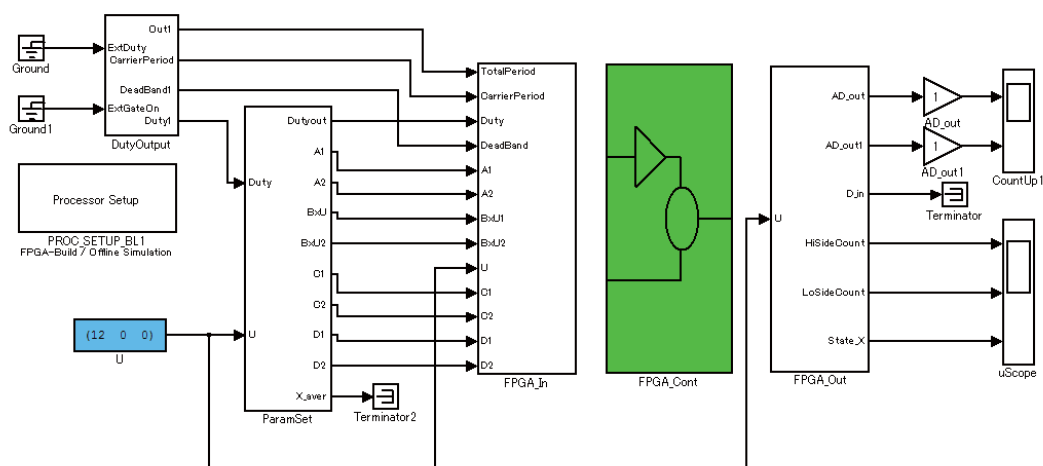 Ground
Ground1
ExtDuty
ExtGateOn
Out1
CarrierPeriod
DeadBand1
Duty1
DutyOutput
Processor Setup
PROC_SETUP_BL1
FPGA-Build / Offline Simulation
(12 0 0)
U
Duty
U
Dutyout
A1
A2
BxU
BxU2
C1
C2
D1
D2
X_aver
ParamSet
Terminator2
TotalPeriod
CarrierPeriod
Duty
DeadBand
A1
A2
BxU1
BxU2
U
C1
C2
D1
D2
FPGA_In
FPGA_Cont
U
AD_out
AD_out1
D_in
HiSideCount
LoSideCount
State_X
FPGA_Out
1
AD_out
1
AD_out1
Terminator
CountUp1
uScope